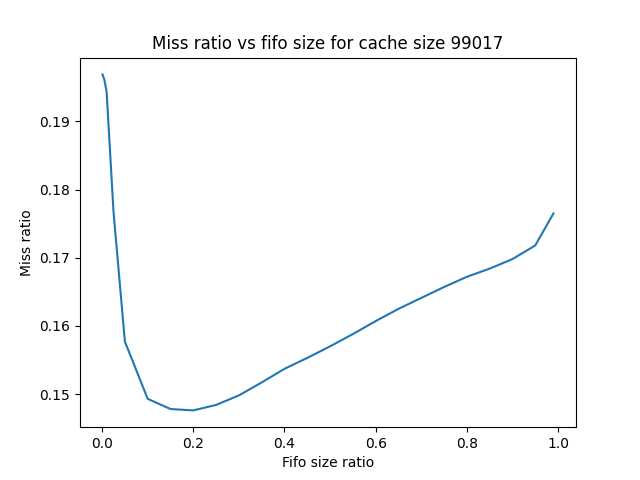 Miss ratio vs fifo size for cache size 99017
Miss ratio
0.19
0.18
0.17
0.16
0.15
0.0 0.2 0.4 0.6 0.8 1.0
Fifo size ratio